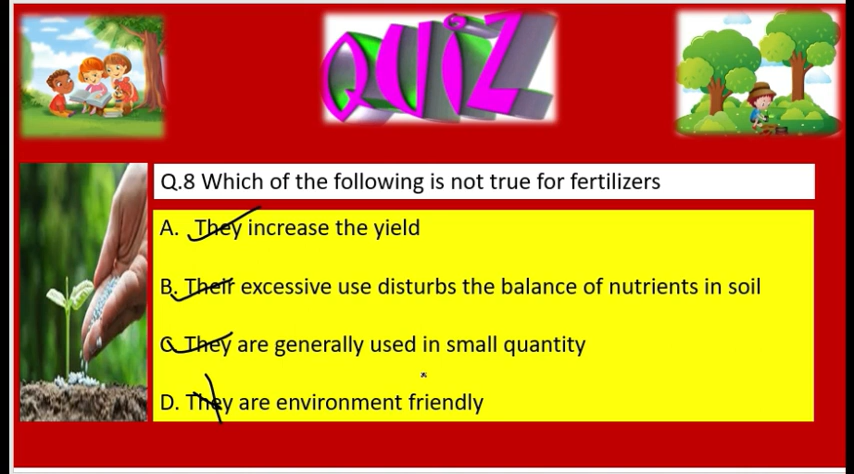 QUiZ
Q.8 Which of the following is not true for fertilizers
A. They increase the yield
B. Their excessive use disturbs the balance of nutrients in soil
C. They are generally used in small quantity
D. They are environment friendly